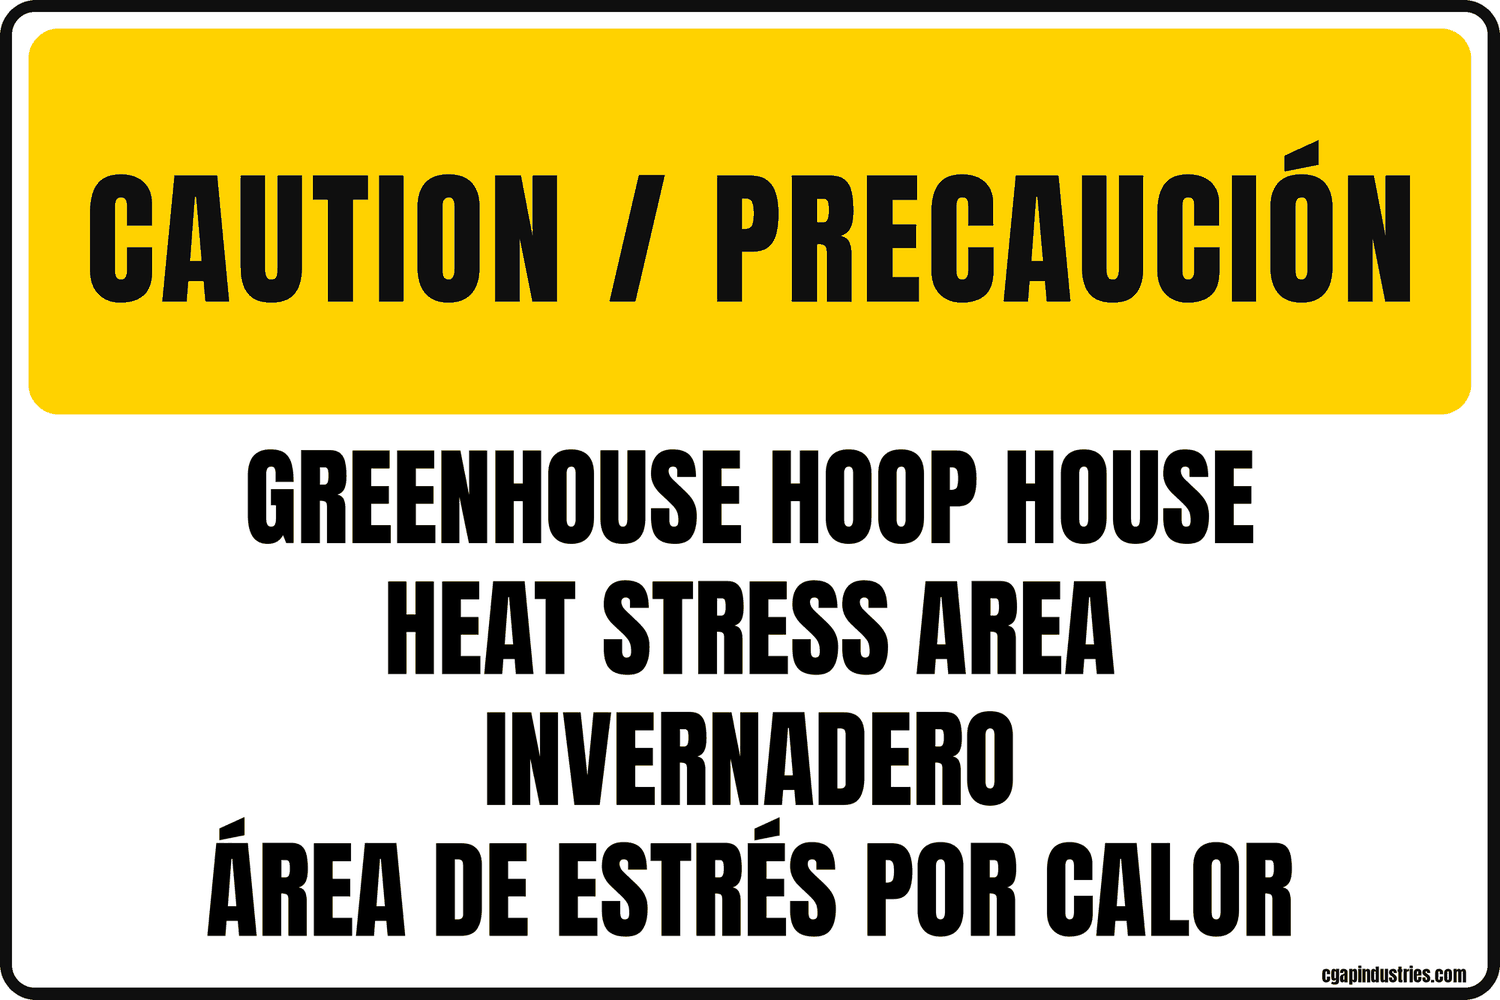 CAUTION / PRECAUCIÓN
GREENHOUSE HOOP HOUSE
HEAT STRESS AREA
INVERNADERO
ÁREA DE ESTRÉS POR CALOR
cgapindustries.com